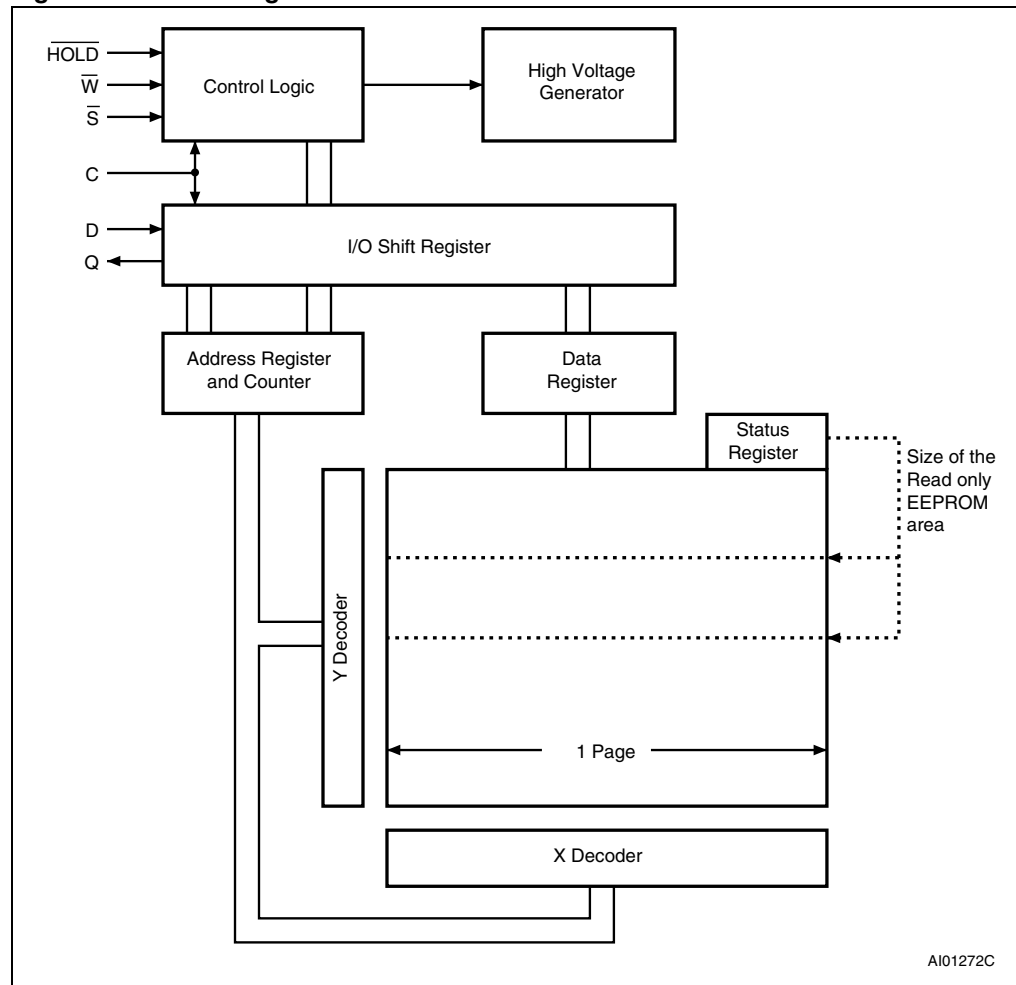 HOLD
W
S
C
D
Q
Control Logic
High Voltage
Generator
I/O Shift Register
Address Register
and Counter
Data
Register
Status
Register
Size of the
Read only
EEPROM
area
Y Decoder
1 Page
X Decoder
AI01272C